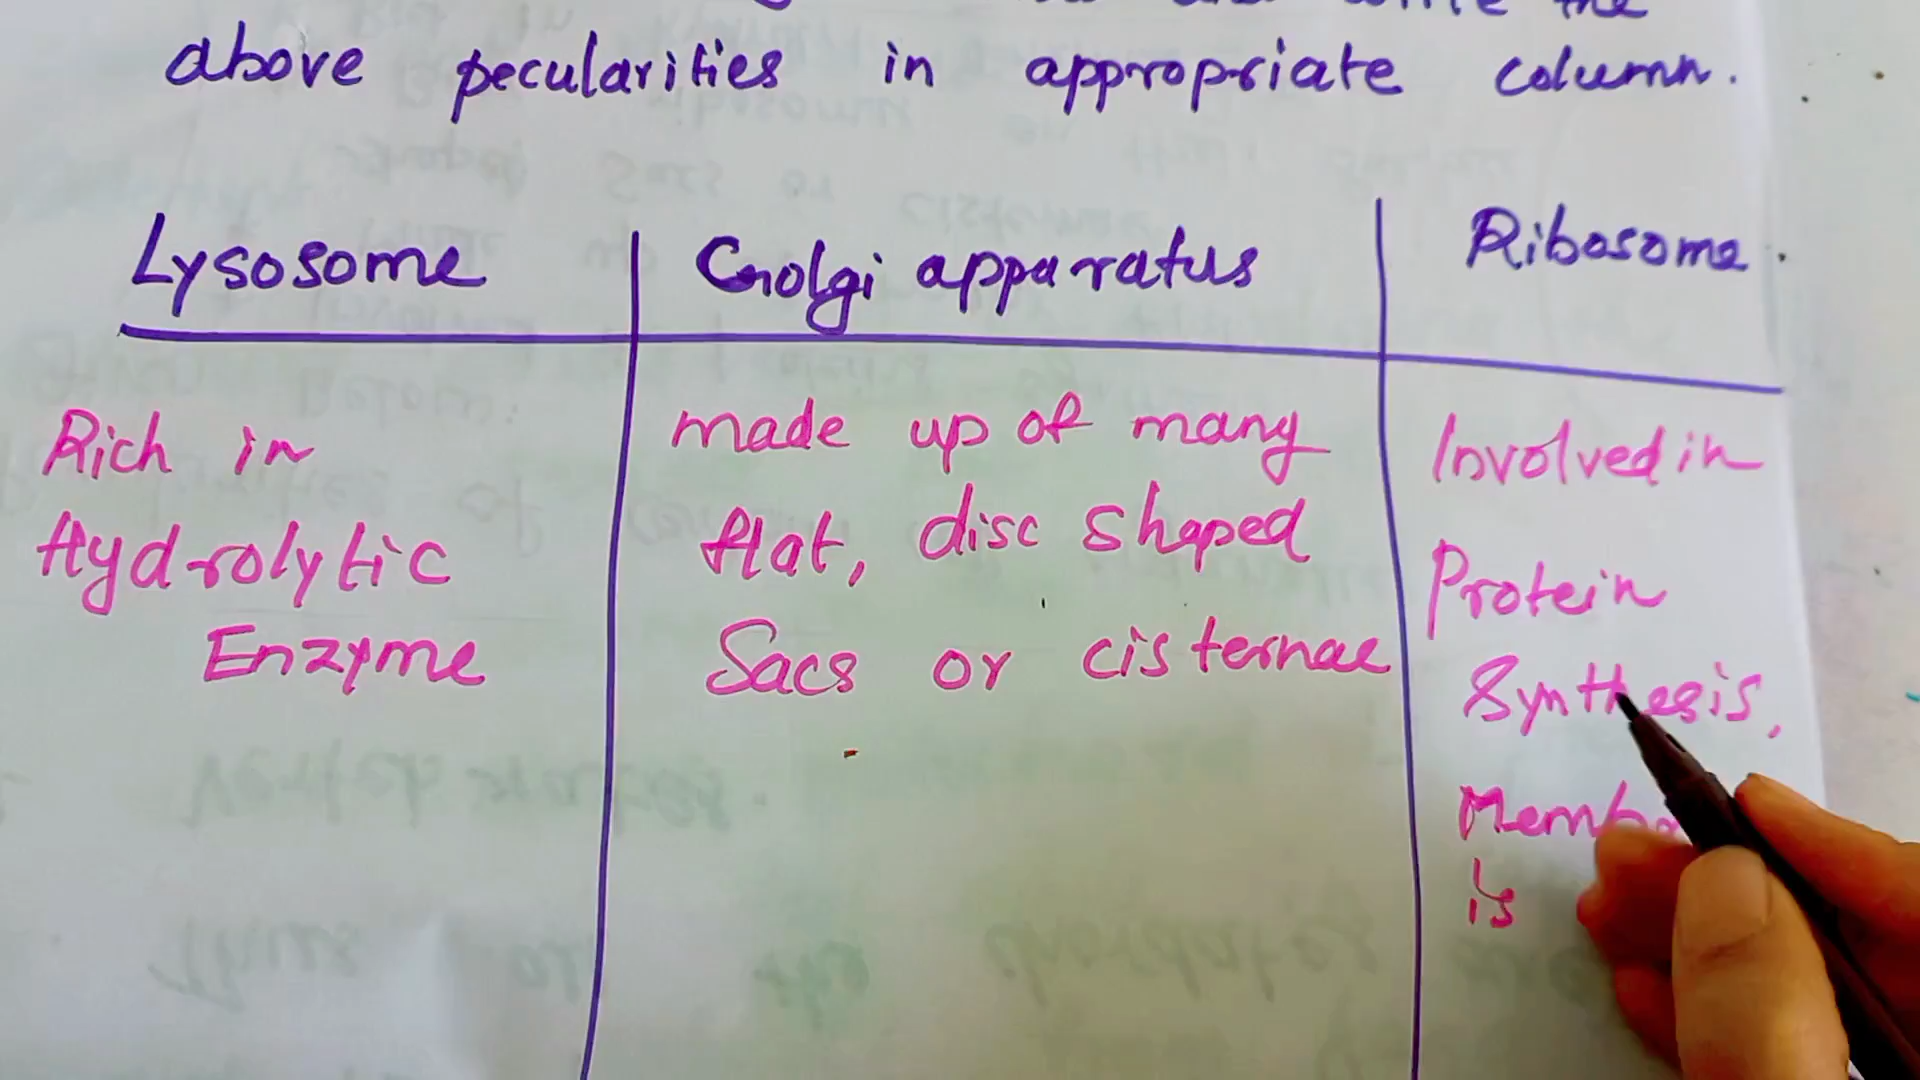 the
above pecularities in appropriate column.
Lysosome Golgi apparatus Ribosome
Rich in
Hydrolytic
Enzyme
made up of many
flat, disc shaped
Sacs or cisternae
Involved in
Protein
Synthesis,
is